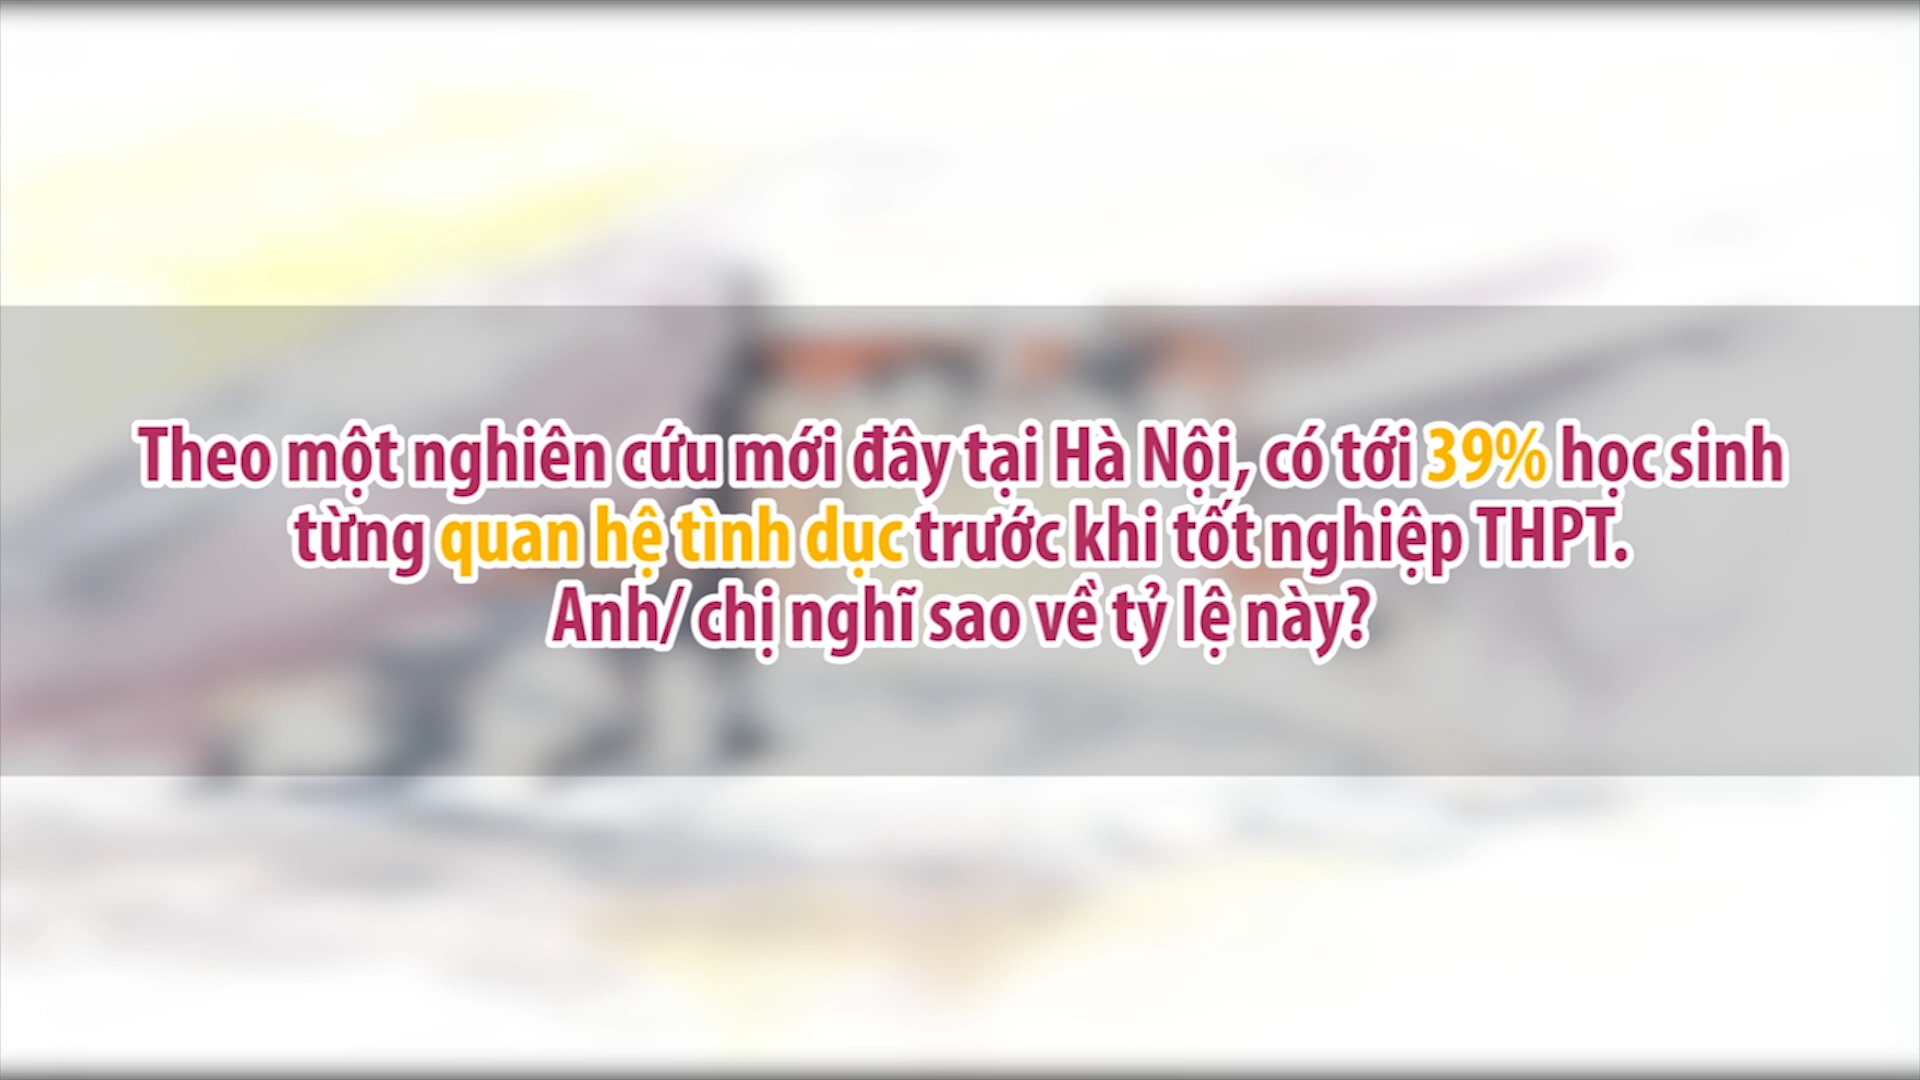 Theo một nghiên cứu mới đây tại Hà Nội, có tới 39% học sinh
từng quan hệ tình dục trước khi tốt nghiệp THPT.
Anh/ chị nghĩ sao về tỷ lệ này?